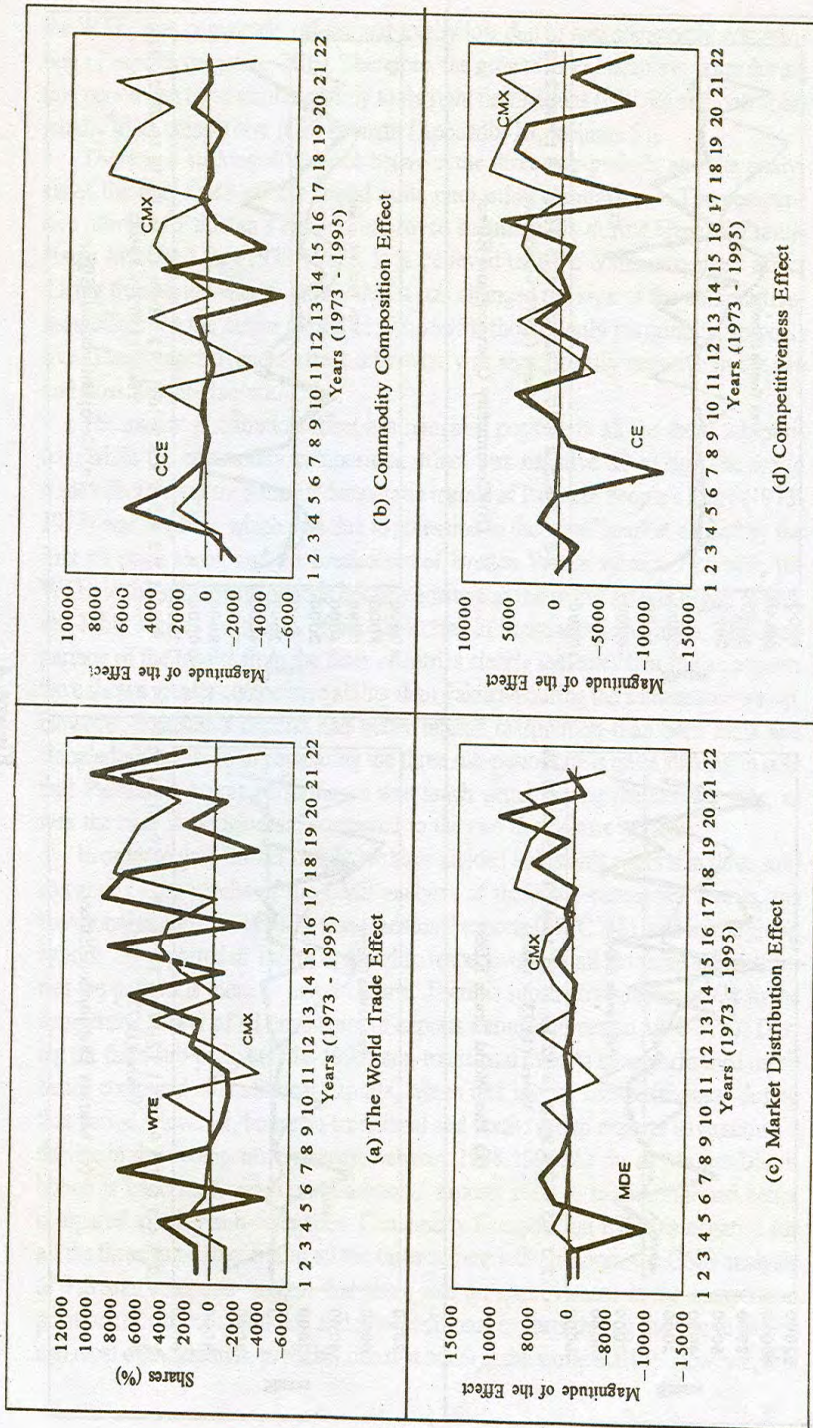 Shares (%)
12000
10000
8000
6000
4000
2000
0
−2000
−4000
−6000
WTE
CMX
1 2 3 4 5 6 7 8 9 10 11 12 13 14 15 16 17 18 19 20 21 22
Years (1973 - 1995)
(a) The World Trade Effect
Magnitude of the Effect
10000
8000
6000
4000
2000
0
−2000
−4000
−6000
CCE
CMX
1 2 3 4 5 6 7 8 9 10 11 12 13 14 15 16 17 18 19 20 21 22
Years (1973 - 1995)
(b) Commodity Composition Effect
Magnitude of the Effect
15000
10000
8000
0
−8000
−10000
−15000
MDE
CMX
1 2 3 4 5 6 7 8 9 10 11 12 13 14 15 16 17 18 19 20 21 22
Years (1973 - 1995)
(c) Market Distribution Effect
Magnitude of the Effect
100000
5000
0
−5000
−10000
−15000
CE
CMX
1 2 3 4 5 6 7 8 9 10 11 12 13 14 15 16 17 18 19 20 21 22
Years (1973 - 1995)
(d) Competitiveness Effect